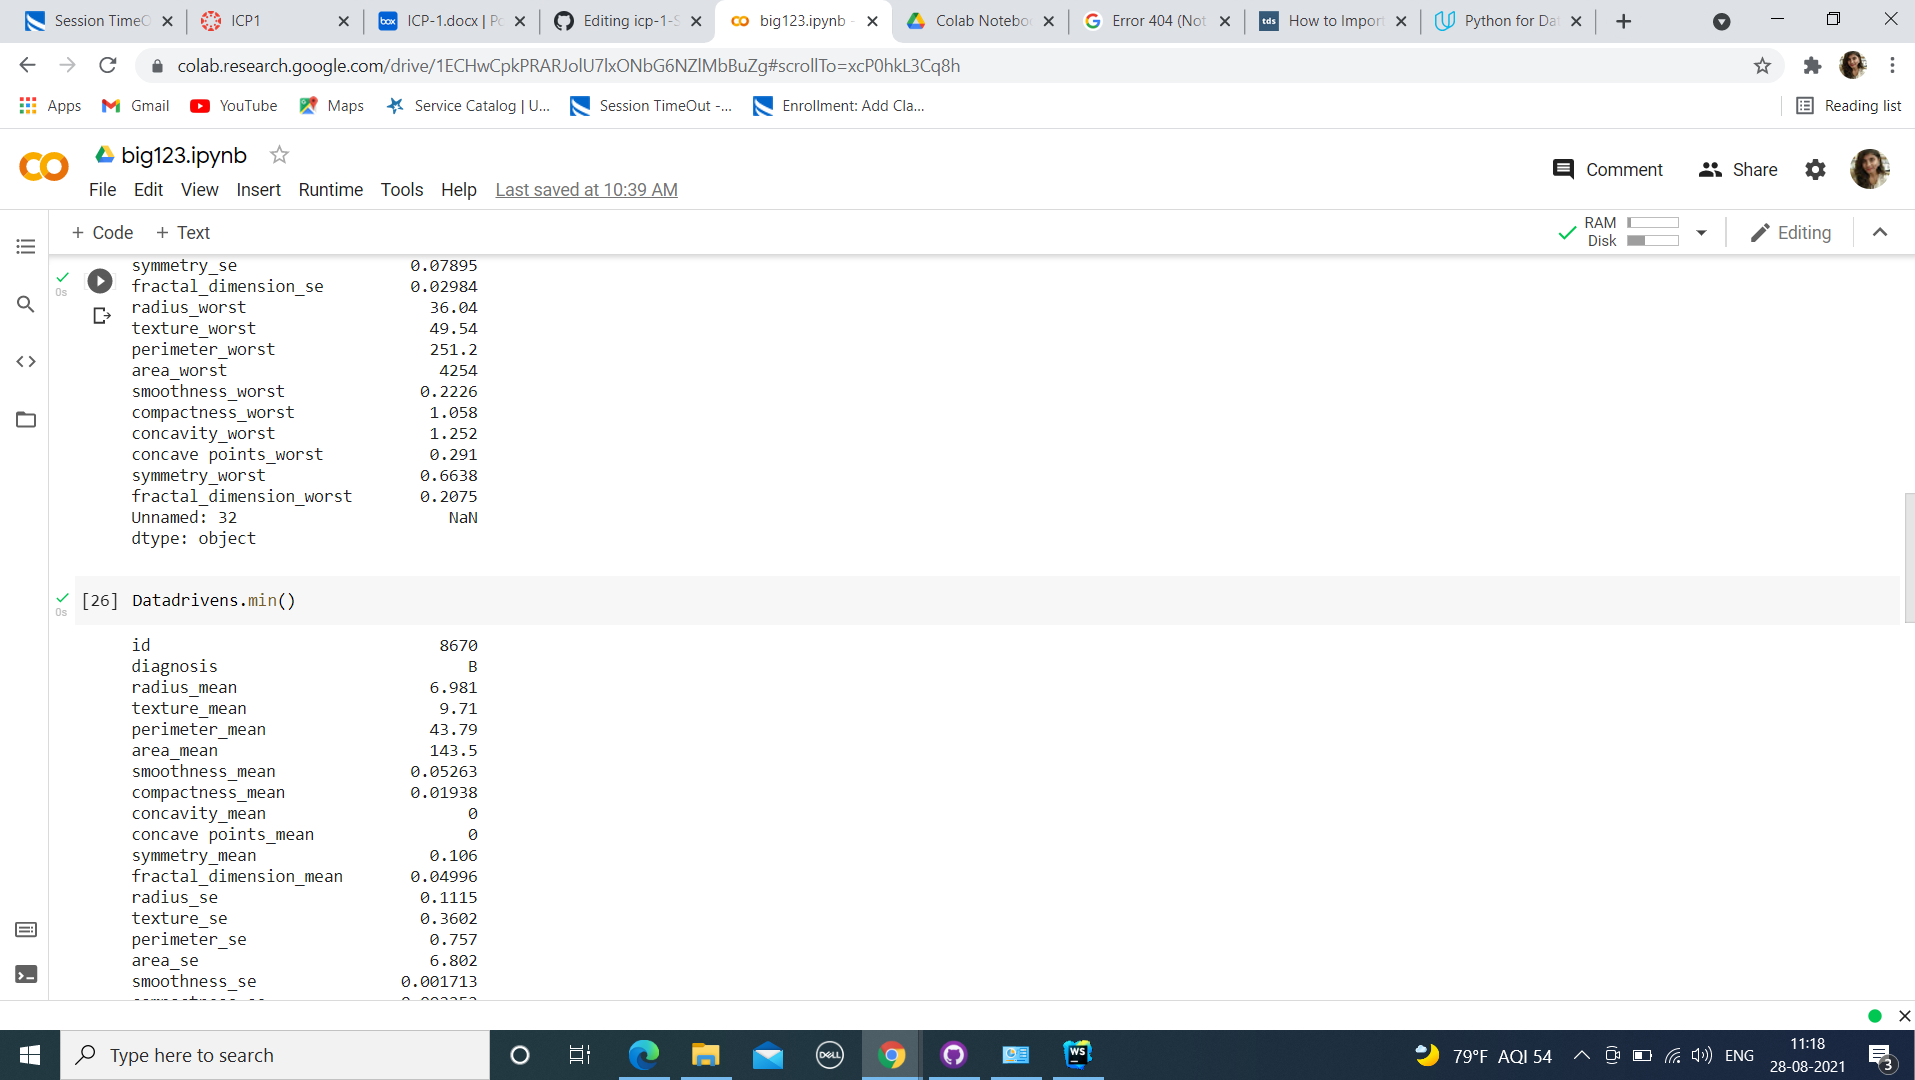 Session TimeO
ICP1
box ICP-1.docx | Po
Editing icp-1-S
big123.ipynb -
Colab Notebo
Error 404 (Not
tds How to Impor
Python for Da
colab.research.google.com/drive/1ECHwCpkPRARJolU7lxONbG6NZlMbBuZg#scrollTo=xcP0hkL3Cq8h
Apps Gmail YouTube Maps Service Catalog | U... Session TimeOut -... Enrollment: Add Cla... Reading list
big123.ipynb
Comment Share
File Edit View Insert Runtime Tools Help Last saved at 10:39 AM
+ Code + Text
RAM
Disk
Editing
0s
symmetry_se 0.07895
fractal_dimension_se 0.02984
radius_worst 36.04
texture_worst 49.54
perimeter_worst 251.2
area_worst 4254
smoothness_worst 0.2226
compactness_worst 1.058
concavity_worst 1.252
concave points_worst 0.291
symmetry_worst 0.6638
fractal_dimension_worst 0.2075
Unnamed: 32 NaN
dtype: object
0s
[26] Datadrivens.min()
id 8670
diagnosis B
radius_mean 6.981
texture_mean 9.71
perimeter_mean 43.79
area_mean 143.5
smoothness_mean 0.05263
compactness_mean 0.01938
concavity_mean 0
concave points_mean 0
symmetry_mean 0.106
fractal_dimension_mean 0.04996
radius_se 0.1115
texture_se 0.3602
perimeter_se 0.757
area_se 6.802
smoothness_se 0.001713
Type here to search
DELL
WS
79°F AQI 54
ENG
11:18
28-08-2021
3